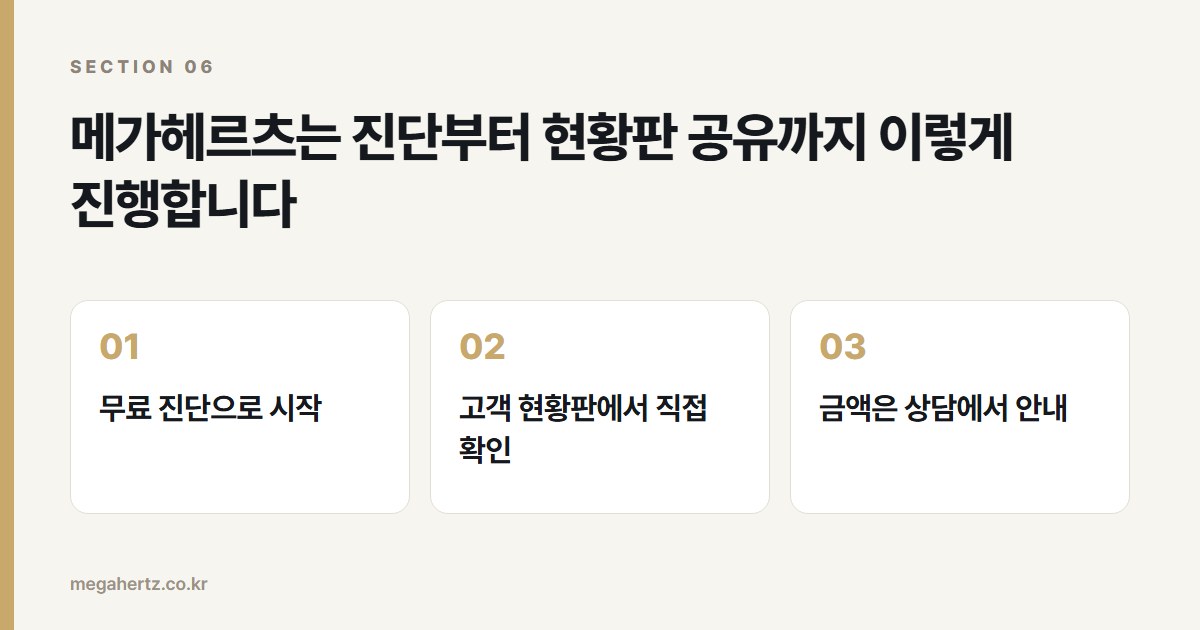 SECTION 06
메가헤르츠는 진단부터 현황판 공유까지 이렇게
진행합니다
01
무료 진단으로 시작
02
고객 현황판에서 직접
확인
03
금액은 상담에서 안내
megahertz.co.kr